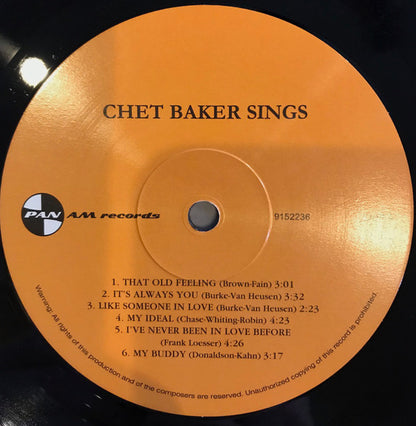 CHET BAKER SINGS
PAN AM records
9152236
1. THAT OLD FEELING (Brown-Fain) 3:01
2. IT'S ALWAYS YOU (Burke-Van Heusen) 3:32
3. LIKE SOMEONE IN LOVE (Burke-Van Heusen) 2:23
4. MY IDEAL (Chase-Whiting-Robin) 4:23
5. I'VE NEVER BEEN IN LOVE BEFORE
(Frank Loesser) 4:26
6. MY BUDDY (Donaldson-Kahn) 3:17
Warning: All rights of this production and of the composers are reserved. Unauthorized copying of this record is prohibited.